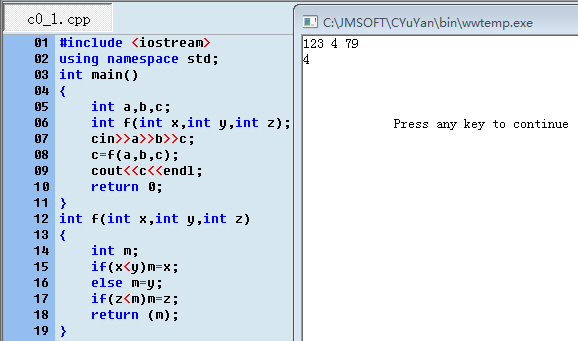 c0_1.cpp
01 #include <iostream>
02 using namespace std;
03 int main()
04 {
05     int a,b,c;
06     int f(int x,int y,int z);
07     cin>>a>>b>>c;
08     c=f(a,b,c);
09     cout<<c<<endl;
10     return 0;
11 }
12 int f(int x,int y,int z)
13 {
14     int m;
15     if(x<y)m=x;
16     else m=y;
17     if(z<m)m=z;
18     return (m);
19 }
C:\JMSOFT\CYuYan\bin\wwtemp.exe
123 4 79
4
Press any key to continue